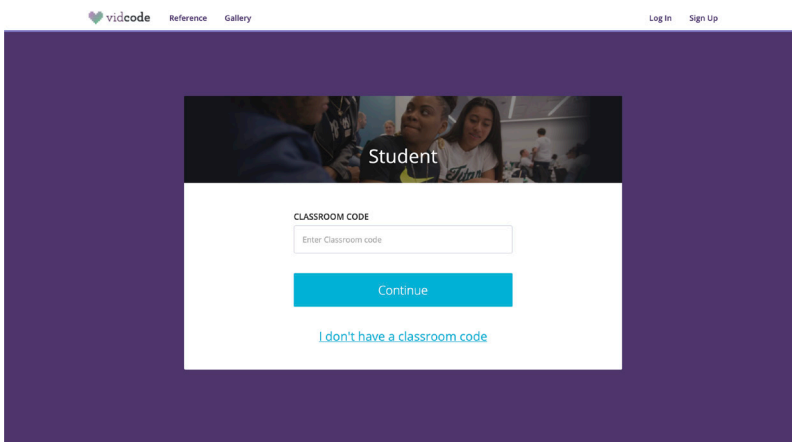 vidcode Reference Gallery Log In Sign Up
Student
CLASSROOM CODE
Enter Classroom code
Continue
I don't have a classroom code